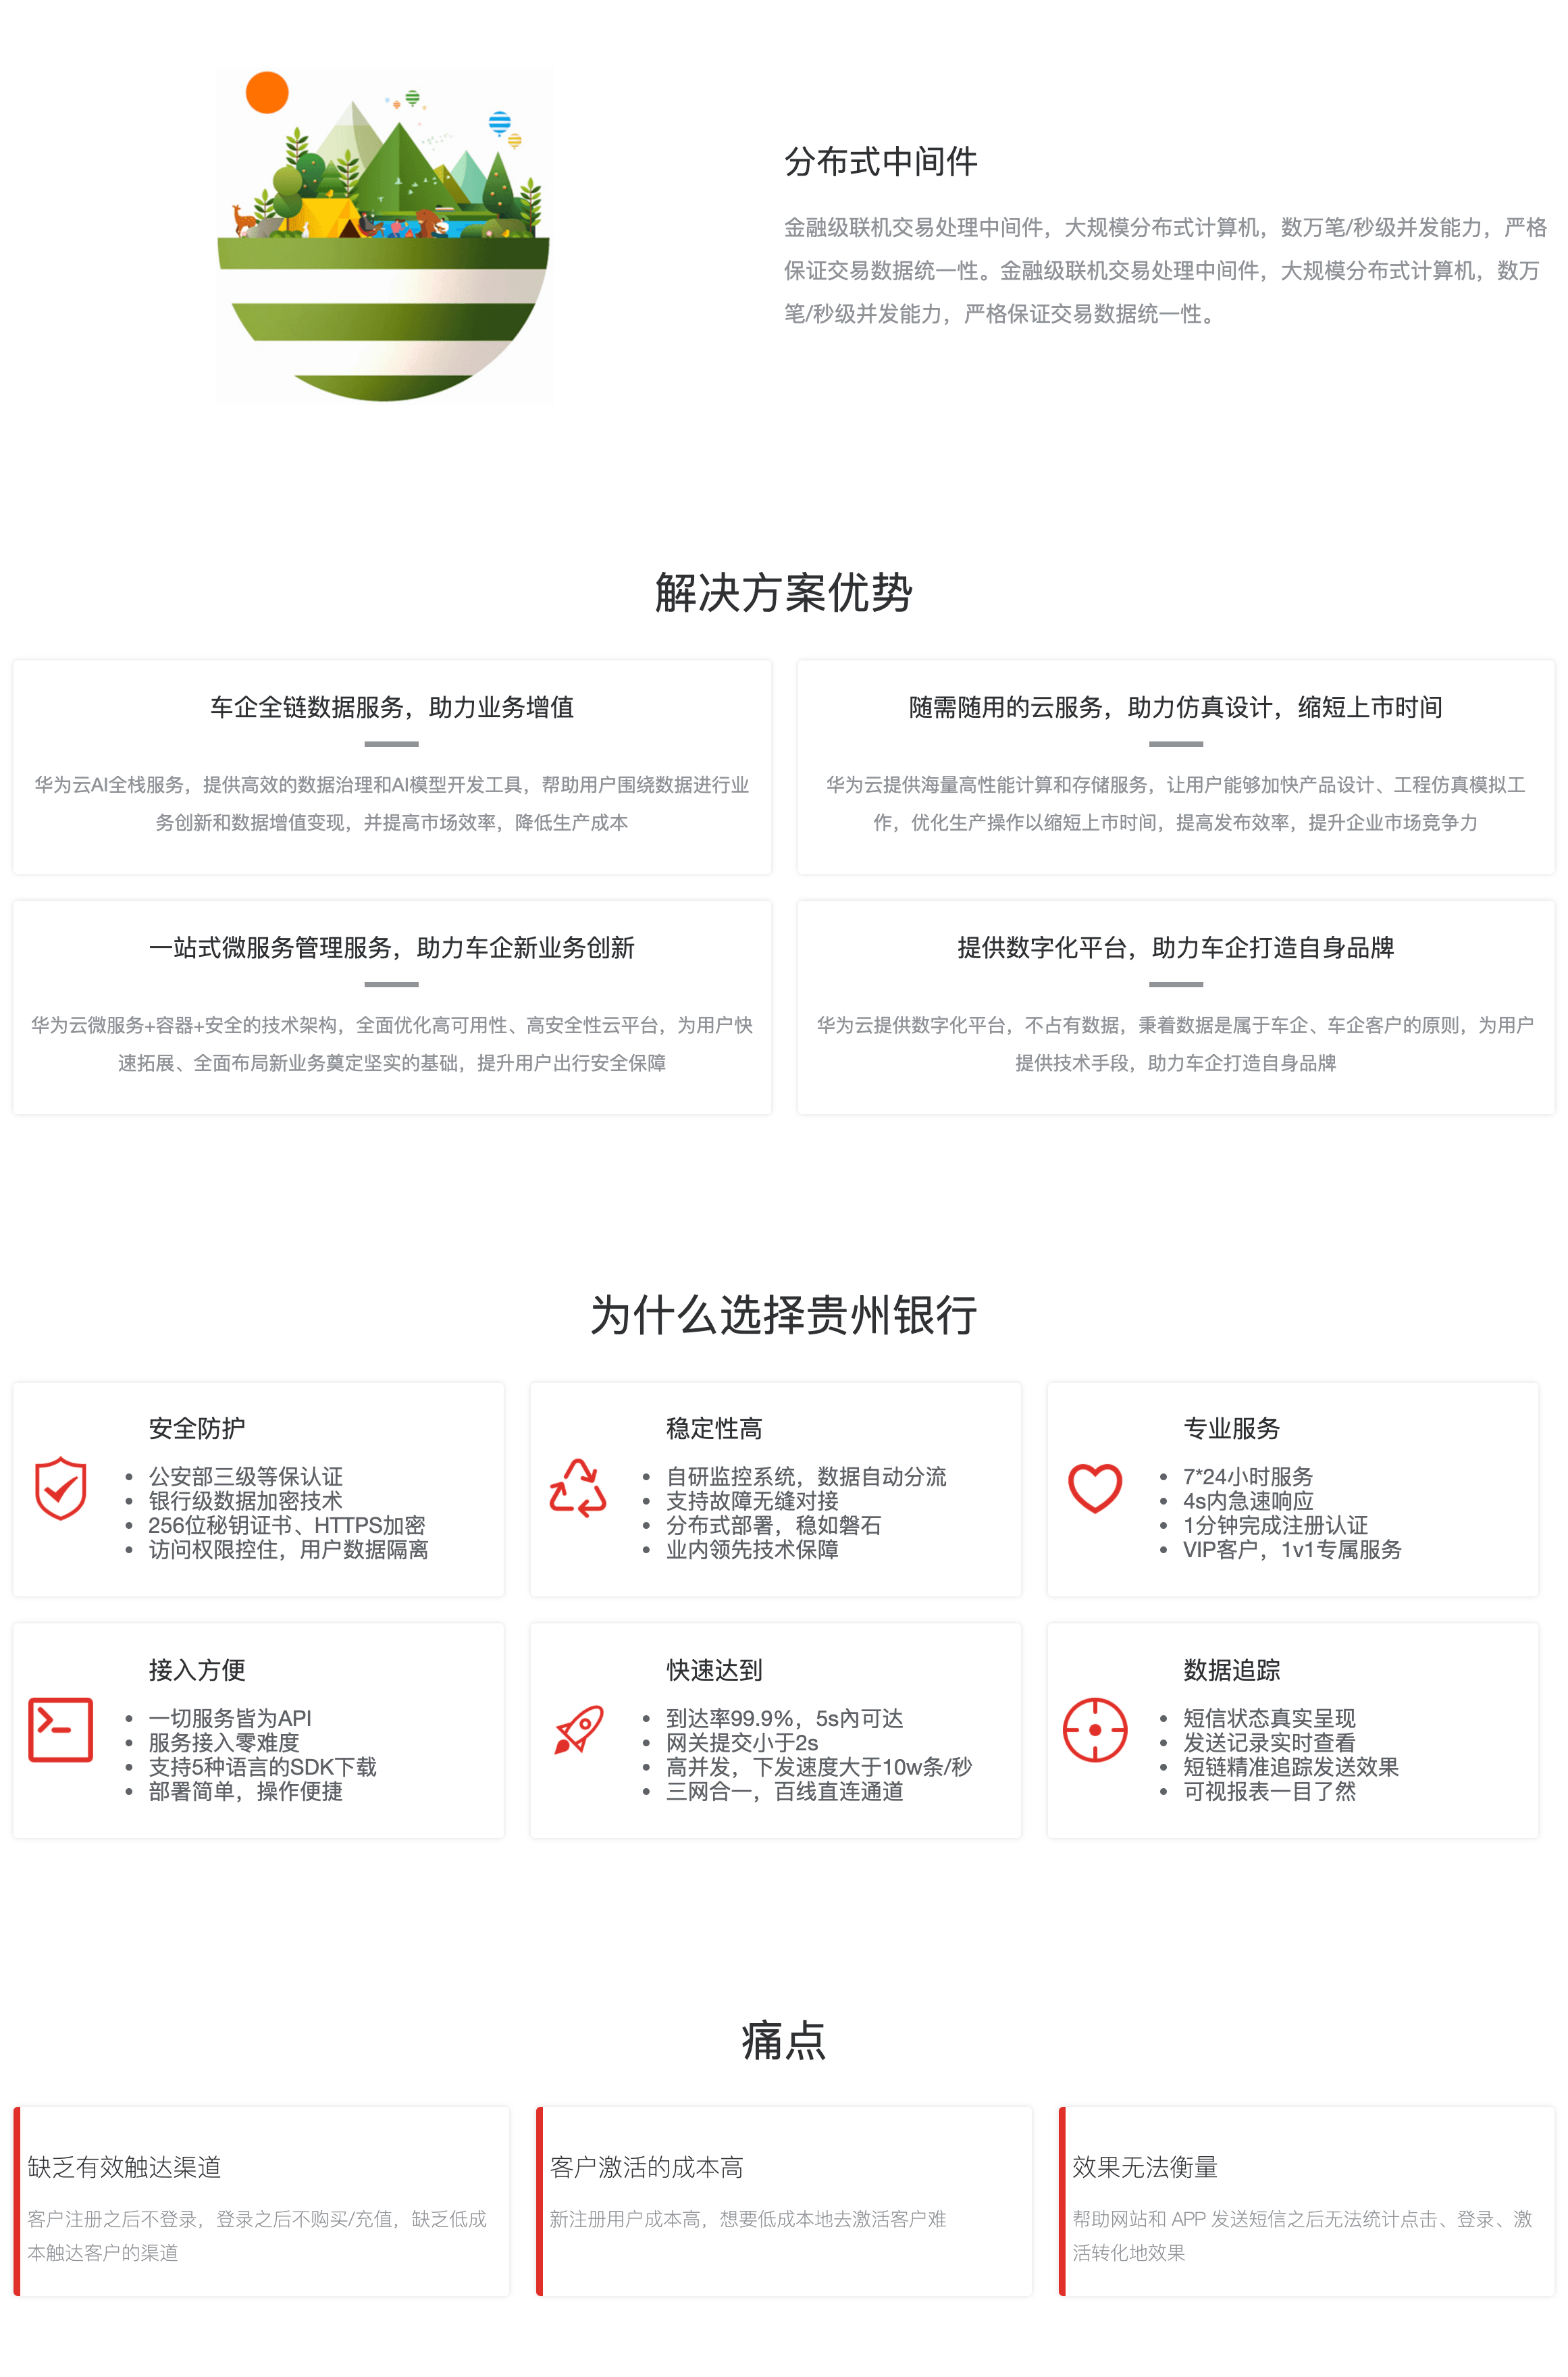 分布式中间件
金融级联机交易处理中间件，大规模分布式计算机，数万笔/秒级并发能力，严格
保证交易数据统一性。金融级联机交易处理中间件，大规模分布式计算机，数万
笔/秒级并发能力，严格保证交易数据统一性。
解决方案优势
车企全链数据服务，助力业务增值
华为云AI全栈服务，提供高效的数据治理和AI模型开发工具，帮助用户围绕数据进行业
务创新和数据增值变现，并提高市场效率，降低生产成本
随需随用的云服务，助力仿真设计，缩短上市时间
华为云提供海量高性能计算和存储服务，让用户能够加快产品设计、工程仿真模拟工
作，优化生产操作以缩短上市时间，提高发布效率，提升企业市场竞争力
一站式微服务管理服务，助力车企新业务创新
华为云微服务+容器+安全的技术架构，全面优化高可用性、高安全性云平台，为用户快
速拓展、全面布局新业务奠定坚实的基础，提升用户出行安全保障
提供数字化平台，助力车企打造自身品牌
华为云提供数字化平台，不占有数据，秉着数据是属于车企、车企客户的原则，为用户
提供技术手段，助力车企打造自身品牌
为什么选择贵州银行
安全防护
• 公安部三级等保认证
• 银行级数据加密技术
• 256位秘钥证书、HTTPS加密
• 访问权限控住，用户数据隔离
稳定性高
• 自研监控系统，数据自动分流
• 支持故障无缝对接
• 分布式部署，稳如磐石
• 业内领先技术保障
专业服务
• 7*24小时服务
• 4s内急速响应
• 1分钟完成注册认证
• VIP客户，1v1专属服务
接入方便
• 一切服务皆为API
• 服务接入零难度
• 支持5种语言的SDK下载
• 部署简单，操作便捷
快速达到
• 到达率99.9%，5s內可达
• 网关提交小于2s
• 高并发，下发速度大于10w条/秒
• 三网合一，百线直连通道
数据追踪
• 短信状态真实呈现
• 发送记录实时查看
• 短链精准追踪发送效果
• 可视报表一目了然
痛点
缺乏有效触达渠道
客户注册之后不登录，登录之后不购买/充值，缺乏低成
本触达客户的渠道
客户激活的成本高
新注册用户成本高，想要低成本地去激活客户难
效果无法衡量
帮助网站和 APP 发送短信之后无法统计点击、登录、激
活转化地效果